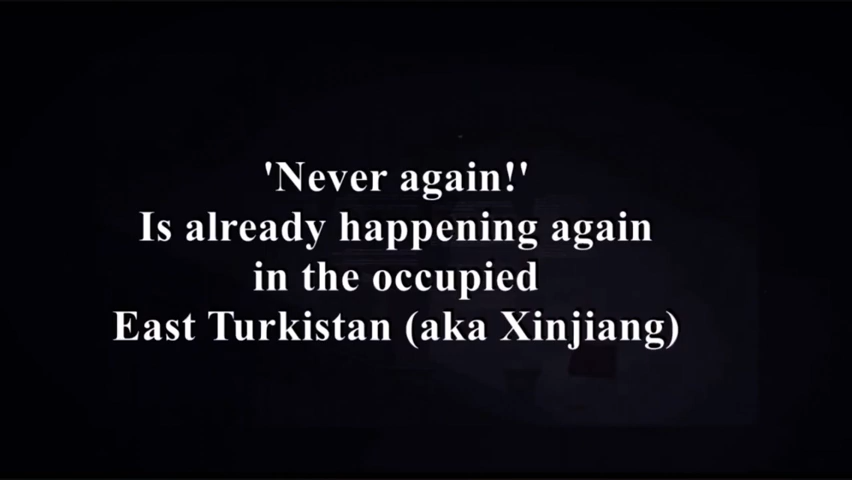 'Never again!'
Is already happening again
in the occupied
East Turkistan (aka Xinjiang)